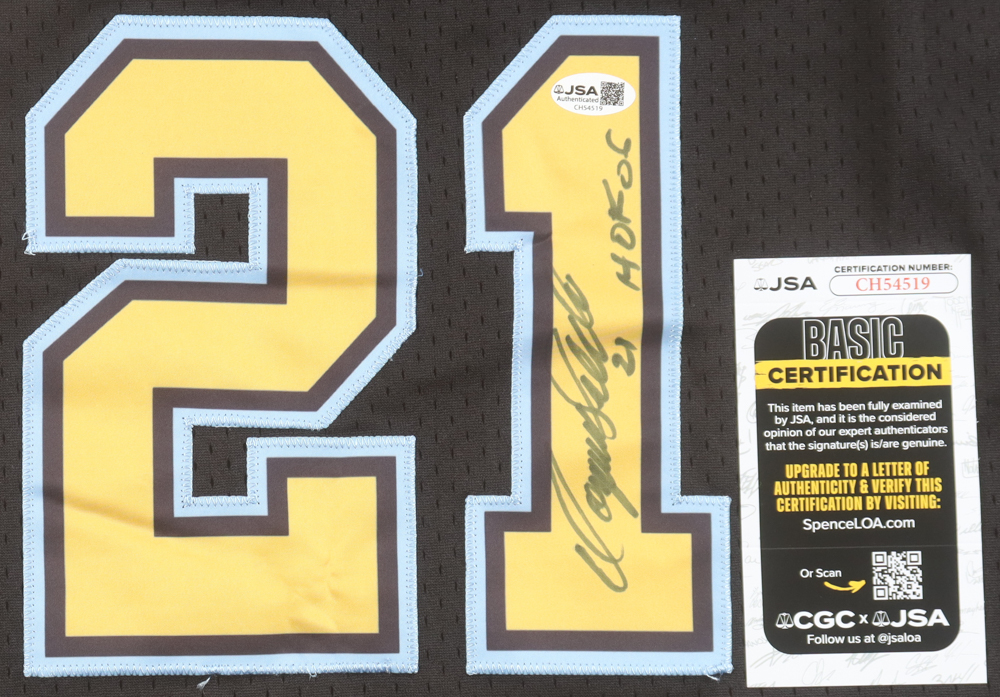 21
JSA
Authenticated
CH54519
HOF 06
Dominique Wilkins 21
JSA
CERTIFICATION NUMBER:
CH54519
BASIC
CERTIFICATION
This item has been fully examined
by JSA, and it is the considered
opinion of our expert authenticators
that the signature(s) is/are genuine.
UPGRADE TO A LETTER OF
AUTHENTICITY & VERIFY THIS
CERTIFICATION BY VISITING:
SpenceLOA.com
Or Scan
CGC x JSA
Follow us at @jsaloa